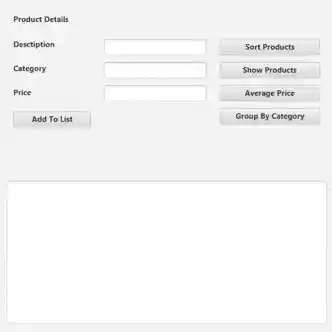 Product Details
Desctiption
Sort Products
Category
Show Products
Price
Average Price
Add To List
Group By Category